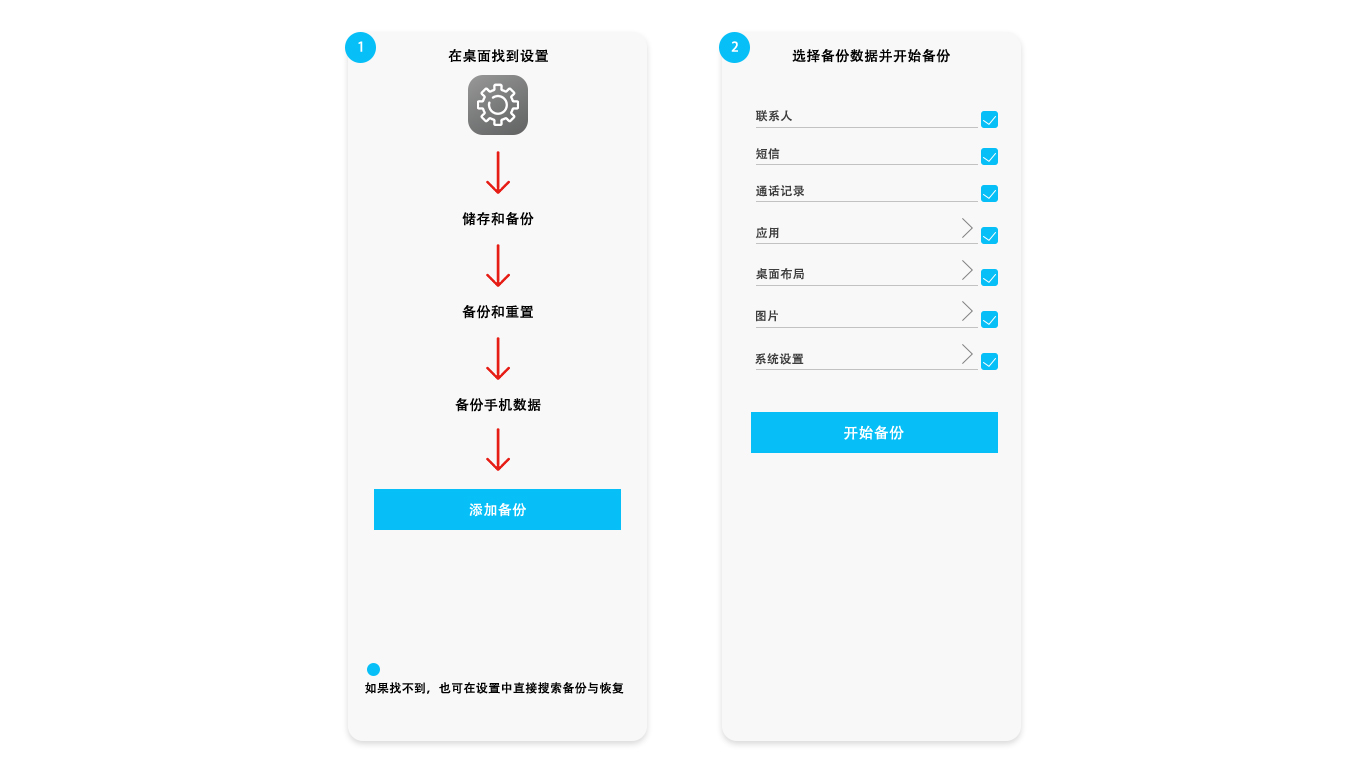 1
在桌面找到设置
储存和备份
备份和重置
备份手机数据
添加备份
如果找不到，也可在设置中直接搜索备份与恢复
2
选择备份数据并开始备份
联系人
短信
通话记录
应用
桌面布局
图片
系统设置
开始备份